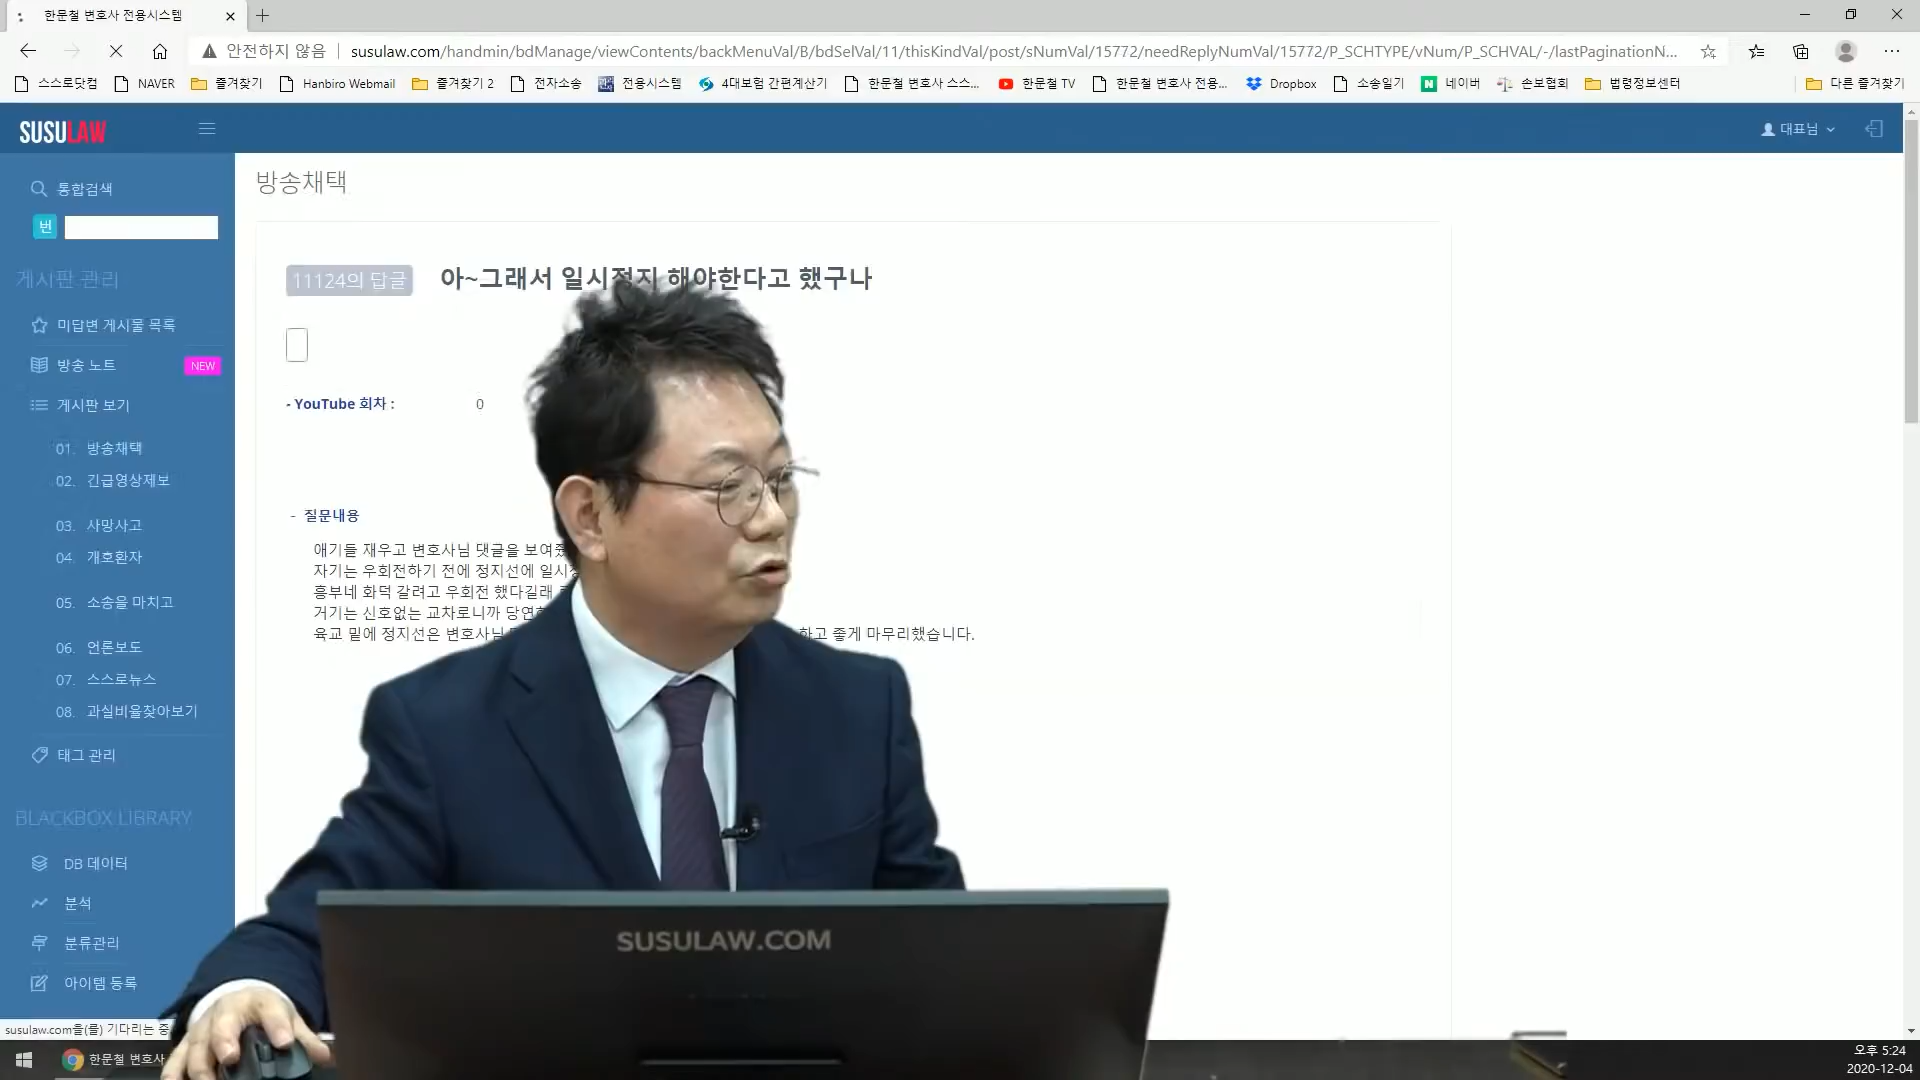 한문철 변호사 전용시스템
안전하지 않음
susulaw.com/handmin/bdManage/viewContents/backMenuVal/B/bdSelVal/11/thisKindVal/post/sNumVal/15772/needReplyNumVal/15772/P_SCHTYPE/vNum/P_SCHVAL/-/lastPaginationN...
스스로닷컴 NAVER 즐겨찾기 Hanbiro Webmail 즐겨찾기 2 전자소송 전용시스템 4대보험 간편계산기 한문철 변호사 스스... 한문철 TV 한문철 변호사 전용... Dropbox 소송일기 네이버 손보협회 법령정보센터 다른 즐겨찾기
SUSULAW
대표님
통합검색
번
게시판 관리
미답변 게시물 목록
방송 노트 NEW
게시판 보기
01. 방송채택
02. 긴급영상제보
03. 사망사고
04. 개호환자
05. 소송을 마치고
06. 언론보도
07. 스스로뉴스
08. 과실비율찾아보기
태그 관리
BLACKBOX LIBRARY
DB 데이터
분석
분류관리
아이템 등록
susulaw.com을(를) 기다리는 중
방송채택
11124의 답글 아~그래서 일시정지 해야한다고 했구나
- YouTube 회차 : 0
- 질문내용
애기들 재우고 변호사님 댓글을 보여줬
자기는 우회전하기 전에 정지선에 일시정
흥부네 화덕 갈려고 우회전 했다길래
거기는 신호없는 교차로니까 당연히
육교 밑에 정지선은 변호사님 하고 좋게 마무리했습니다.
SUSULAW.COM
한문철 변호사
오후 5:24
2020-12-04